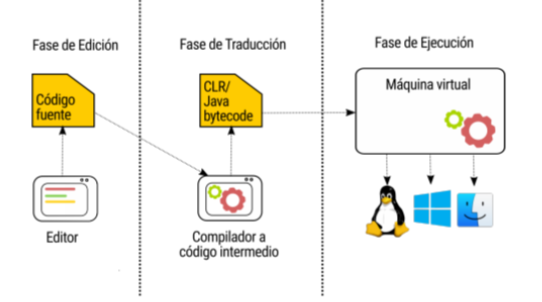 Fase de Edición
Fase de Traducción
Fase de Ejecución
Código
fuente
CLR/
Java
bytecode
Máquina virtual
Editor
Compilador a
código intermedio